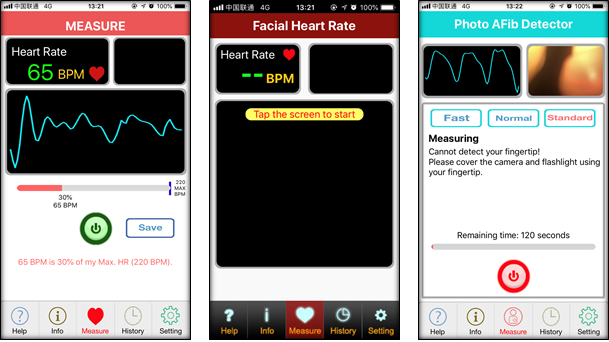 中国联通 4G 13:21
MEASURE
Heart Rate
65 BPM
220
MAX
BPM
30%
65 BPM
Save
65 BPM is 30% of my Max. HR (220 BPM).
Help Info Measure History Setting
中国联通 4G 13:21
Facial Heart Rate
Heart Rate
-- BPM
Tap the screen to start
Help Info Measure History Setting
中国联通 4G 13:22
Photo AFib Detector
Fast Normal Standard
Measuring
Cannot detect your fingertip!
Please cover the camera and flashlight using
your fingertip.
Remaining time: 120 seconds
Help Info Measure History Setting